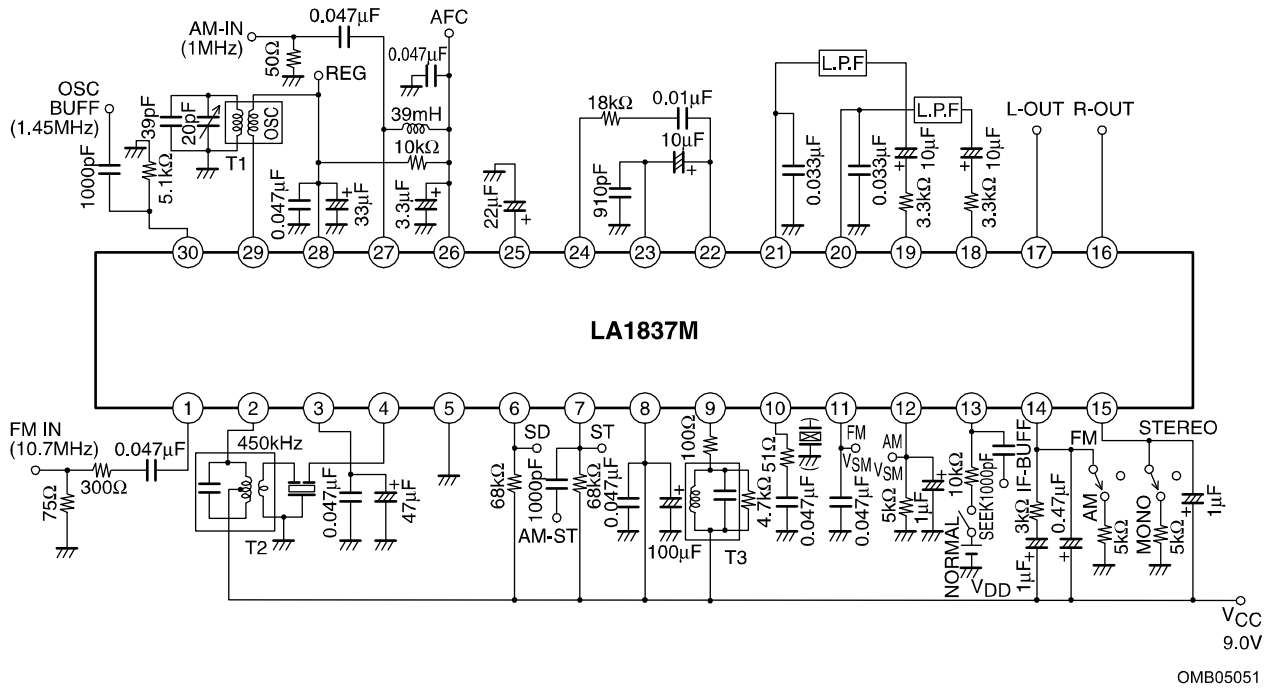 AM-IN
(1MHz)
0.047µF
AFC
50Ω
REG
0.047µF
OSC
BUFF
(1.45MHz)
39pF
20pF
OSC
T1
1000pF
5.1kΩ
39mH
10kΩ
0.047µF
33µF
3.3µF
22µF
18kΩ
0.01µF
10µF
910pF
L.P.F
L.P.F
0.033µF
0.033µF
10µF
10µF
3.3kΩ
3.3kΩ
L-OUT
R-OUT
30
29
28
27
26
25
24
23
22
21
20
19
18
17
16
LA1837M
1
2
3
4
5
6
7
8
9
10
11
12
13
14
15
FM IN
(10.7MHz)
0.047µF
75Ω
300Ω
450kHz
T2
0.047µF
47µF
SD
68kΩ
ST
1000pF
68kΩ
AM-ST
0.047µF
100µF
100Ω
4.7kΩ
T3
51Ω
0.047µF
FM
VSM
0.047µF
AM
VSM
5kΩ
1µF
10kΩ
SEEK
1000pF
NORMAL
VDD
IF-BUFF
3kΩ
1µF
0.47µF
FM
AM
5kΩ
STEREO
MONO
5kΩ
1µF
VCC
9.0V
OMB05051